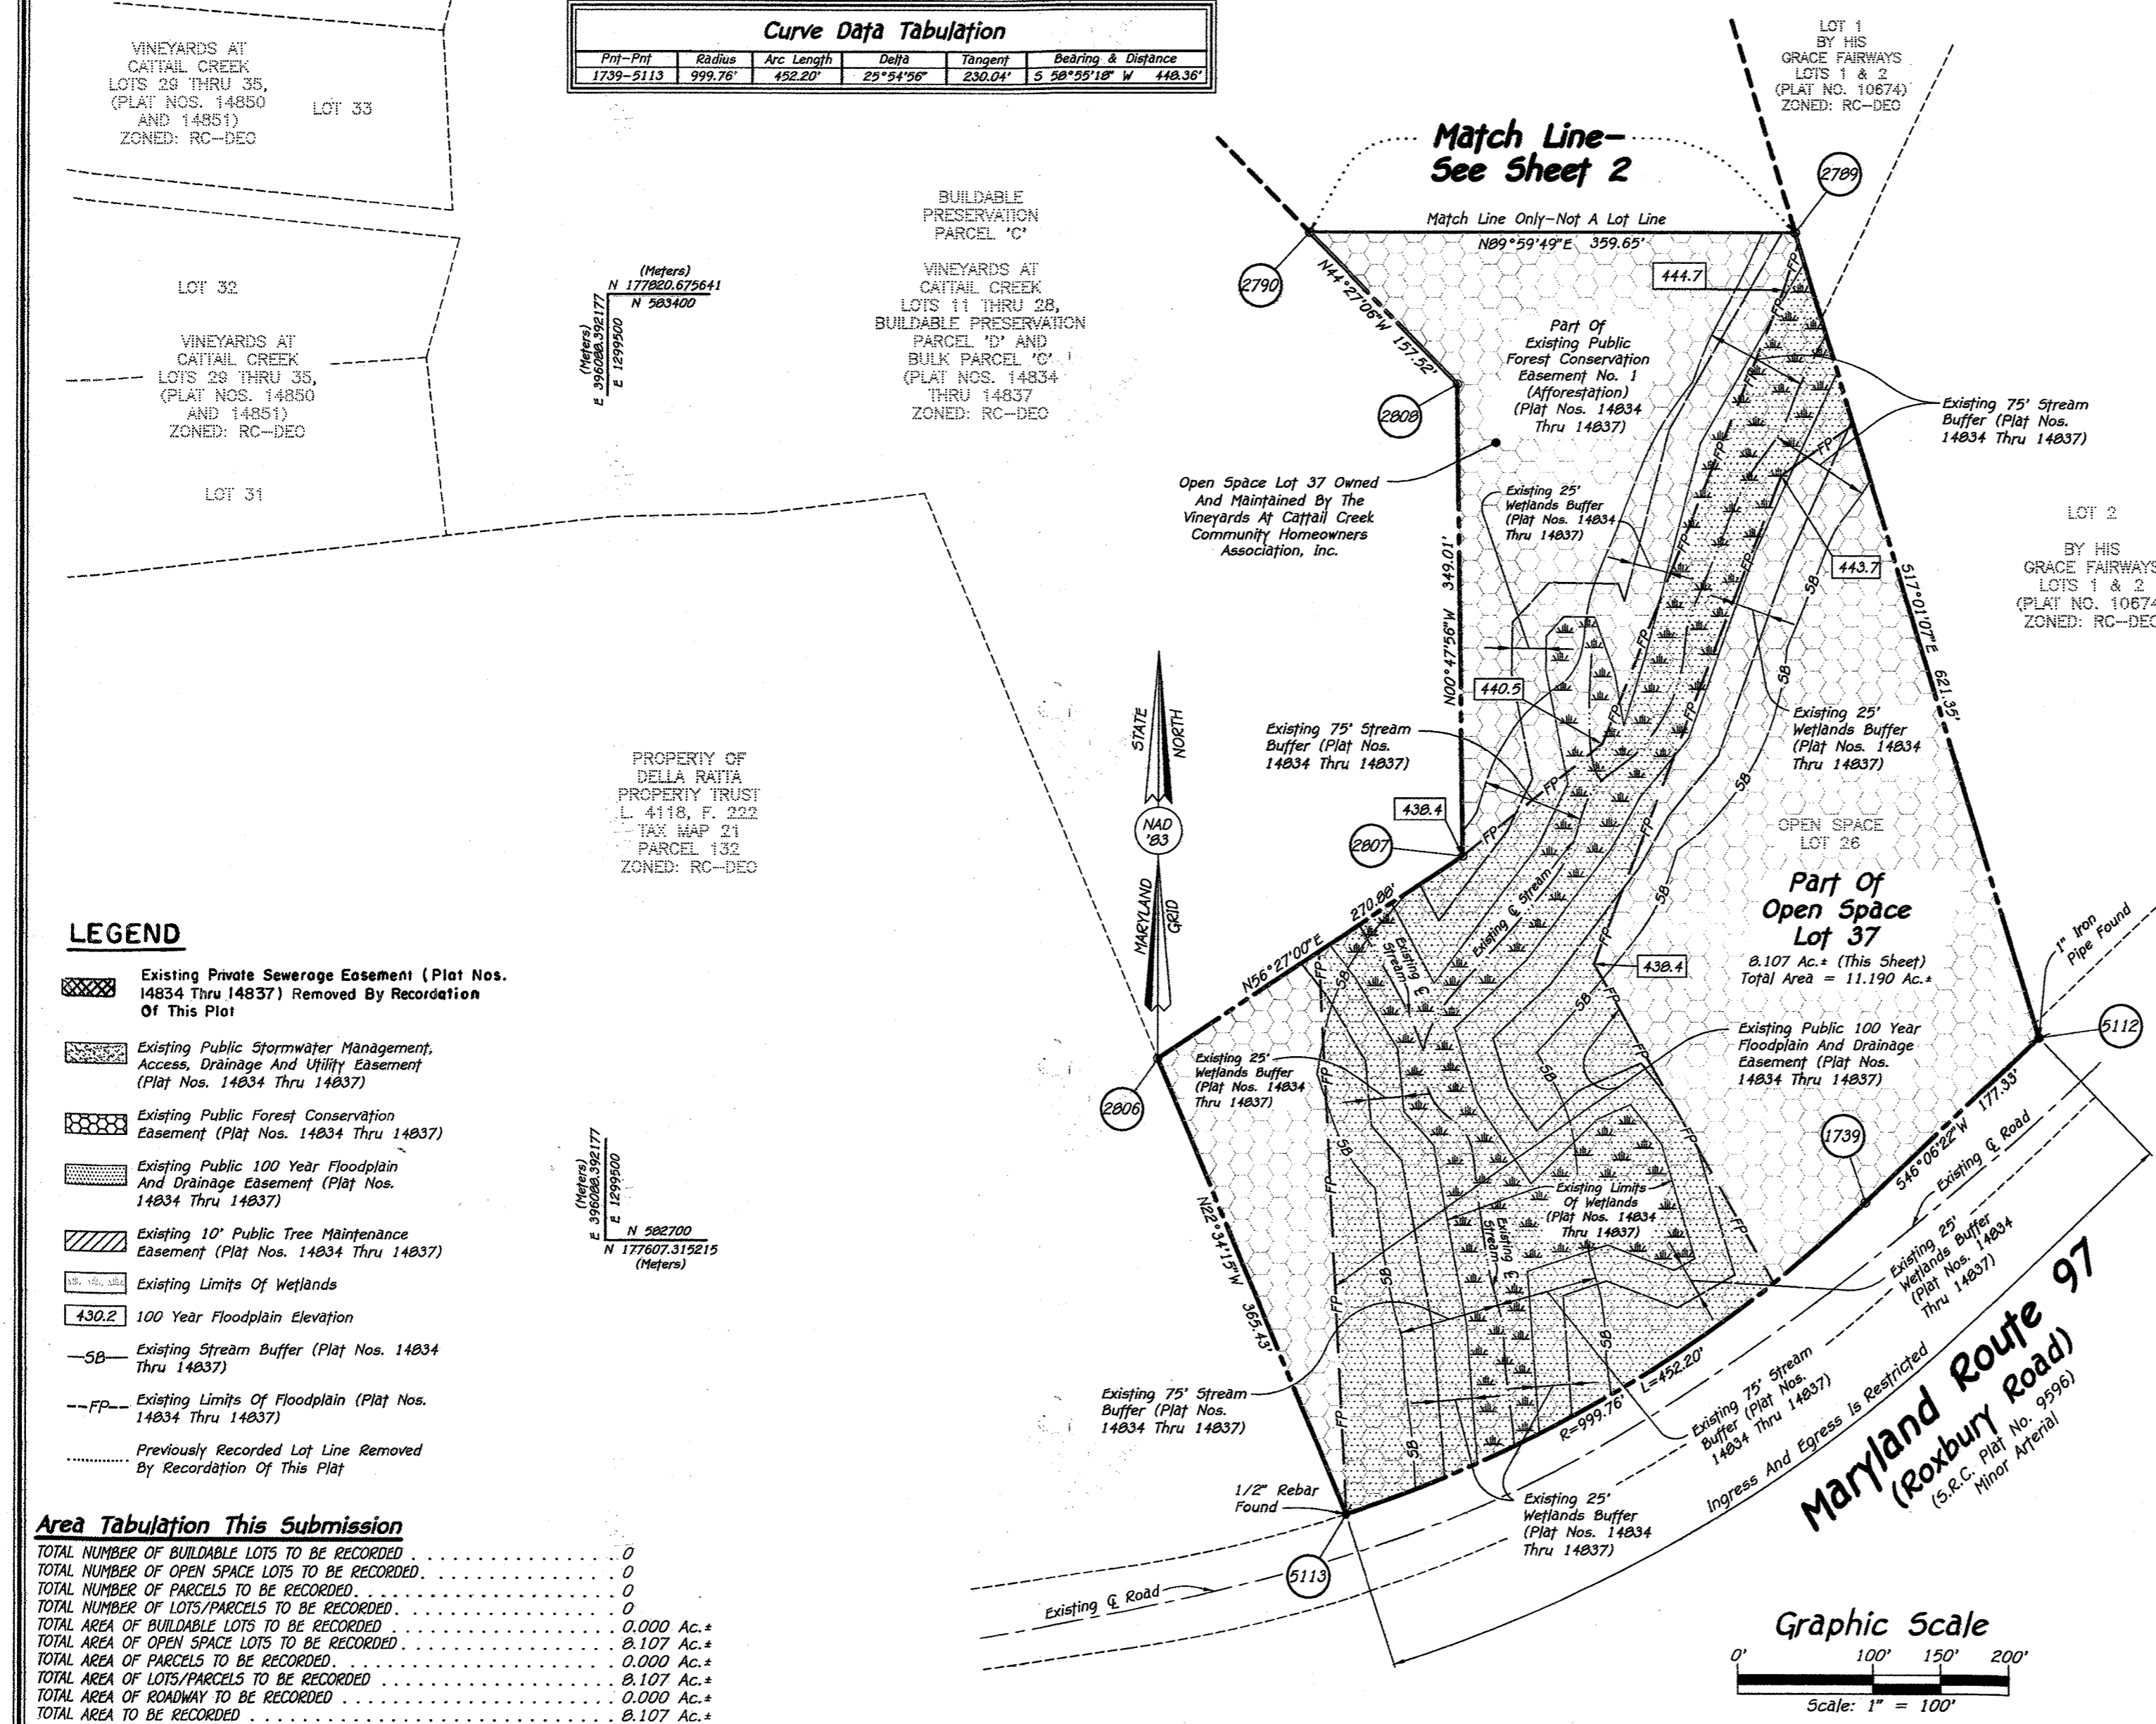 Curve Data Tabulation
Pnt-Pnt Radius Arc Length Delta Tangent Bearing & Distance
1739-5113 999.76' 452.20' 25°54'56" 230.04' S 58°55'18" W 448.36'
VINEYARDS AT
CATTAIL CREEK
LOTS 29 THRU 35,
(PLAT NOS. 14850
AND 14851)
ZONED: RC-DEO
LOT 33
LOT 32
VINEYARDS AT
CATTAIL CREEK
LOTS 29 THRU 35,
(PLAT NOS. 14850
AND 14851)
ZONED: RC-DEO
LOT 31
(Meters)
N 177820.675641
N 583400
(Meters)
E 396088.392177
E 1299500
BUILDABLE
PRESERVATION
PARCEL 'C'
VINEYARDS AT
CATTAIL CREEK
LOTS 11 THRU 28,
BUILDABLE PRESERVATION
PARCEL 'D' AND
BULK PARCEL 'C'
(PLAT NOS. 14834
THRU 14837
ZONED: RC-DEO
PROPERTY OF
DELLA RATTA
PROPERTY TRUST
L. 4118, F. 222
TAX MAP 21
PARCEL 132
ZONED: RC-DEO
LOT 1
BY HIS
GRACE FAIRWAYS
LOTS 1 & 2
(PLAT NO. 10674)
ZONED: RC-DEO
Match Line-
See Sheet 2
2789
Match Line Only-Not A Lot Line
N89°59'49"E 359.65'
2790
N44°27'06"W 157.52'
444.7
Part Of
Existing Public
Forest Conservation
Easement No. 1
(Afforestation)
(Plat Nos. 14834
Thru 14837)
2808
Existing 75' Stream
Buffer (Plat Nos.
14834 Thru 14837)
Open Space Lot 37 Owned
And Maintained By The
Vineyards At Cattail Creek
Community Homeowners
Association, Inc.
Existing 25'
Wetlands Buffer
(Plat Nos. 14834
Thru 14837)
LOT 2
BY HIS
GRACE FAIRWAYS
LOTS 1 & 2
(PLAT NO. 10674
ZONED: RC-DEO
443.7
S17°01'07"E 621.35'
N00°47'56"W 349.01'
440.5
STATE NORTH
NAD
'83
MARYLAND GRID
Existing 75' Stream
Buffer (Plat Nos.
14834 Thru 14837)
Existing 25'
Wetlands Buffer
(Plat Nos. 14834
Thru 14837)
438.4
2807
OPEN SPACE
LOT 26
Part Of
Open Space
Lot 37
8.107 Ac.± (This Sheet)
Total Area = 11.190 Ac.±
N56°27'00"E 270.88'
Existing ℄
Stream
Existing ℄ Stream
438.4
1" Iron
Pipe Found
5112
Existing Public 100 Year
Floodplain And Drainage
Easement (Plat Nos.
14834 Thru 14837)
Existing 25'
Wetlands Buffer
(Plat Nos. 14834
Thru 14837)
2806
S46°06'22"W 177.33'
1739
Existing ℄ Road
Existing Limits
Of Wetlands
(Plat Nos. 14834
Thru 14837)
Existing ℄
Stream
Existing 25'
Wetlands Buffer
(Plat Nos. 14834
Thru 14837)
N22°34'15"W 365.43'
R=999.76' L=452.20'
Existing 75' Stream
Buffer (Plat Nos.
14834 Thru 14837)
Existing 75' Stream
Buffer (Plat Nos.
14834 Thru 14837)
Ingress And Egress Is Restricted
Maryland Route 97
(Roxbury Road)
(S.R.C. Plat No. 9596)
Minor Arterial
1/2" Rebar
Found
Existing 25'
Wetlands Buffer
(Plat Nos. 14834
Thru 14837)
5113
Existing ℄ Road
FP
FP
FP
SB
SB
SB
Graphic Scale
0' 100' 150' 200'
Scale: 1" = 100'
(Meters)
E 396088.392177
E 1299500
N 582700
N 177607.315215
(Meters)
LEGEND
Existing Private Sewerage Easement (Plat Nos.
14834 Thru 14837) Removed By Recordation
Of This Plat
Existing Public Stormwater Management,
Access, Drainage And Utility Easement
(Plat Nos. 14834 Thru 14837)
Existing Public Forest Conservation
Easement (Plat Nos. 14834 Thru 14837)
Existing Public 100 Year Floodplain
And Drainage Easement (Plat Nos.
14834 Thru 14837)
Existing 10' Public Tree Maintenance
Easement (Plat Nos. 14834 Thru 14837)
Existing Limits Of Wetlands
430.2 100 Year Floodplain Elevation
SB Existing Stream Buffer (Plat Nos. 14834
Thru 14837)
FP Existing Limits Of Floodplain (Plat Nos.
14834 Thru 14837)
Previously Recorded Lot Line Removed
By Recordation Of This Plat
Area Tabulation This Submission
TOTAL NUMBER OF BUILDABLE LOTS TO BE RECORDED . . . . . 0
TOTAL NUMBER OF OPEN SPACE LOTS TO BE RECORDED. . . . . 0
TOTAL NUMBER OF PARCELS TO BE RECORDED. . . . . 0
TOTAL NUMBER OF LOTS/PARCELS TO BE RECORDED. . . . . 0
TOTAL AREA OF BUILDABLE LOTS TO BE RECORDED . . . . . 0.000 Ac.±
TOTAL AREA OF OPEN SPACE LOTS TO BE RECORDED. . . . . 8.107 Ac.±
TOTAL AREA OF PARCELS TO BE RECORDED. . . . . 0.000 Ac.±
TOTAL AREA OF LOTS/PARCELS TO BE RECORDED . . . . . 8.107 Ac.±
TOTAL AREA OF ROADWAY TO BE RECORDED . . . . . 0.000 Ac.±
TOTAL AREA TO BE RECORDED . . . . . 8.107 Ac.±